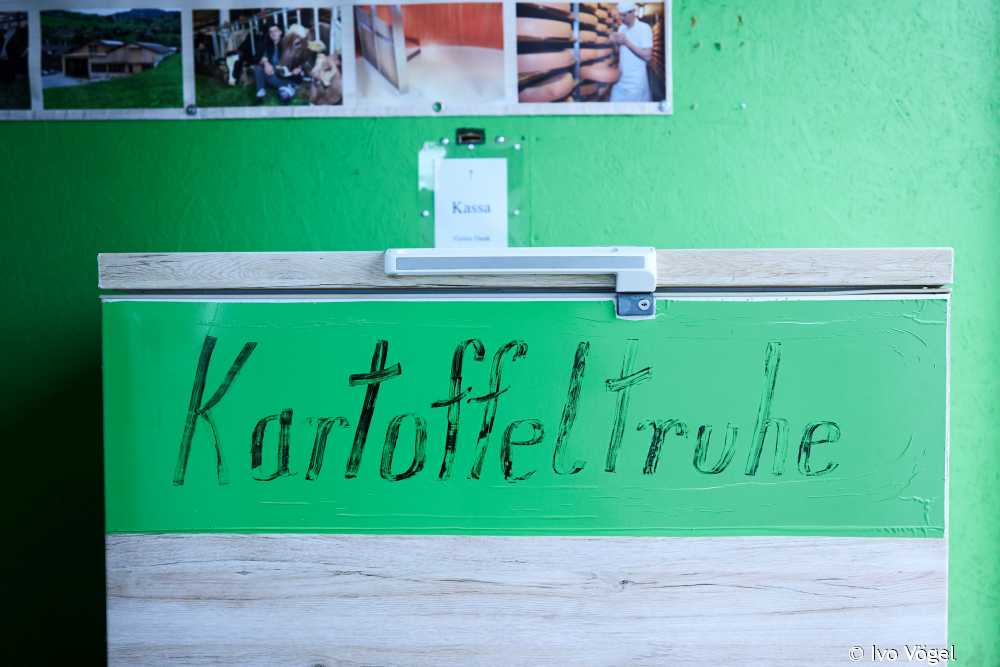 Kassa
Kartoffeltruhe
© Ivo Vögel